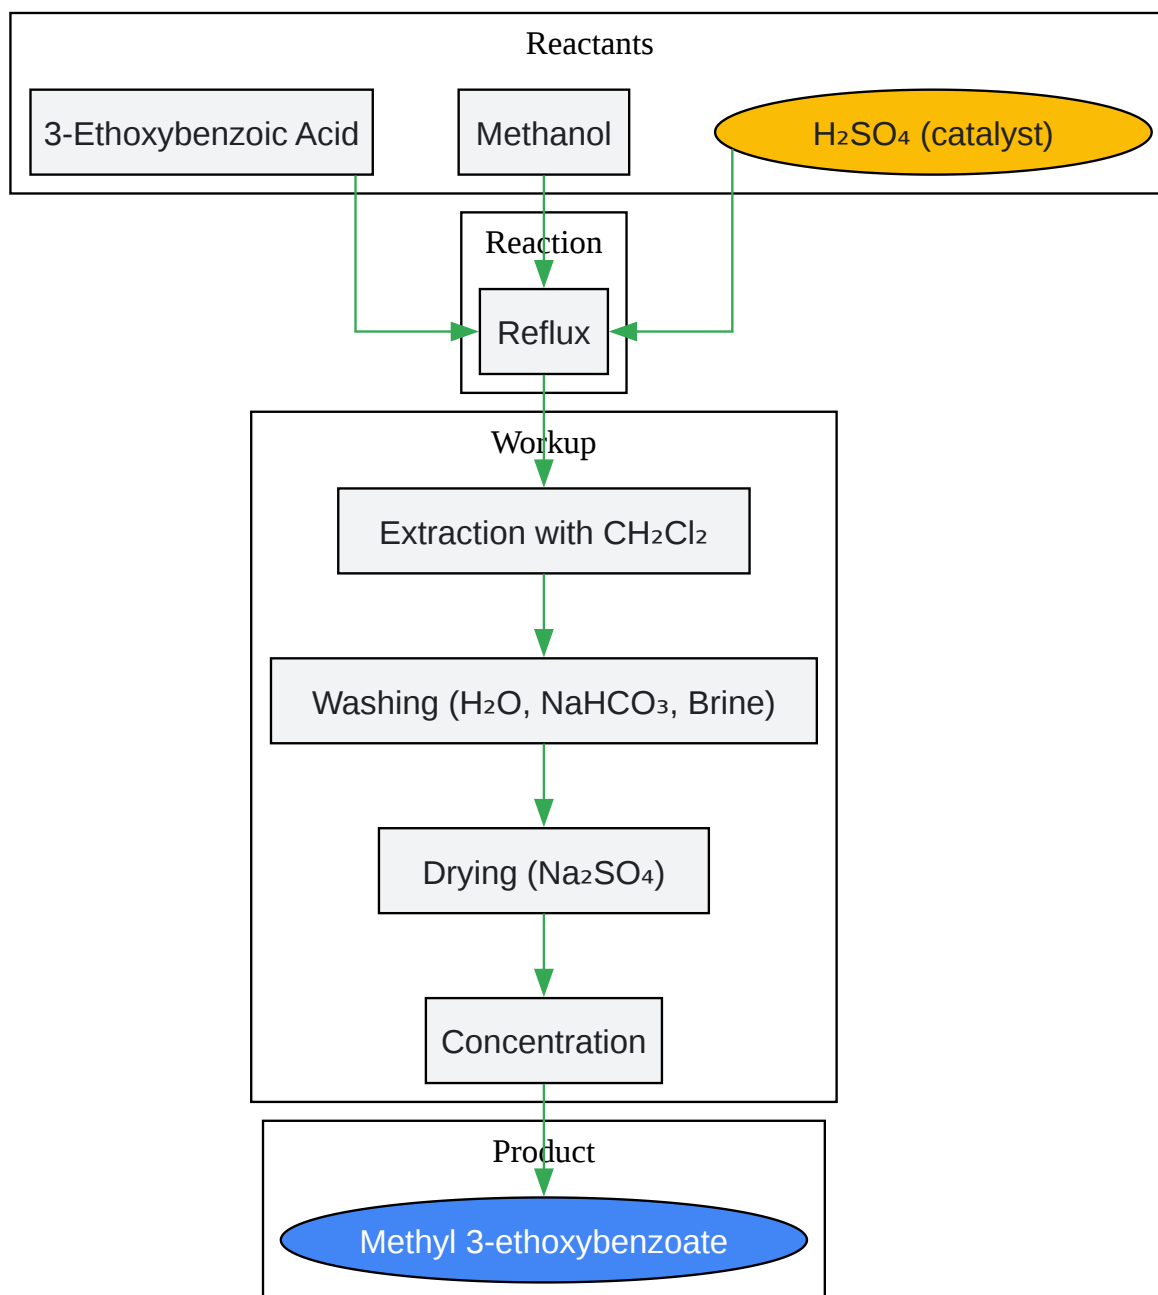 Reactants
3-Ethoxybenzoic Acid
Methanol
H₂SO₄ (catalyst)
Reaction
Reflux
Workup
Extraction with CH₂Cl₂
Washing (H₂O, NaHCO₃, Brine)
Drying (Na₂SO₄)
Concentration
Product
Methyl 3-ethoxybenzoate